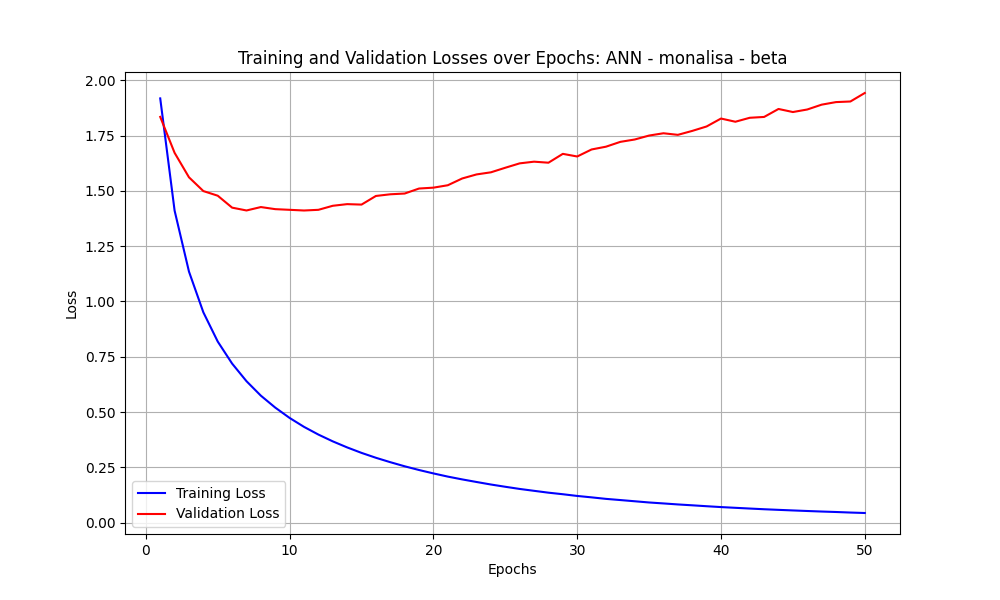 Training and Validation Losses over Epochs: ANN - monalisa - beta
2.00
1.75
1.50
1.25
1.00
0.75
0.50
0.25
0.00
Loss
Training Loss
Validation Loss
0 10 20 30 40 50
Epochs